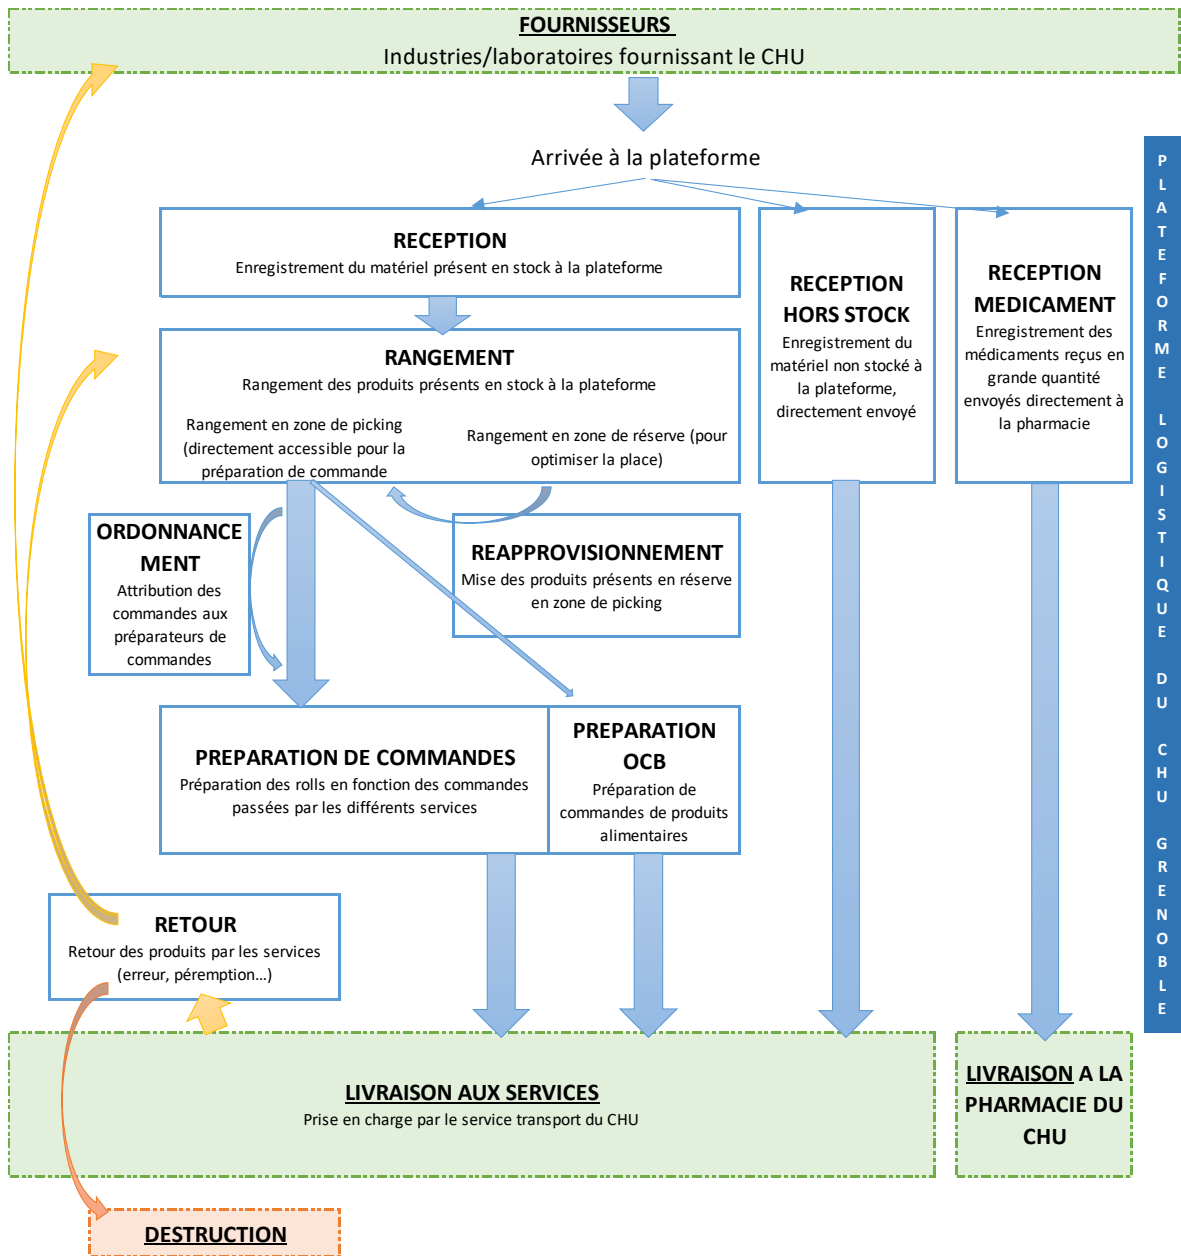 FOURNISSEURS
Industries/laboratoires fournissant le CHU
Arrivée à la plateforme
RECEPTION
Enregistrement du matériel présent en stock à la plateforme
RECEPTION
HORS STOCK
Enregistrement du
matériel non stocké à
la plateforme,
directement envoyé
RECEPTION
MEDICAMENT
Enregistrement des
médicaments reçus en
grande quantité
envoyés directement à
la pharmacie
RANGEMENT
Rangement des produits présents en stock à la plateforme
Rangement en zone de picking
(directement accessible pour la
préparation de commande
Rangement en zone de réserve (pour
optimiser la place)
ORDONNANCE
MENT
Attribution des
commandes aux
préparateurs de
commandes
REAPPROVISIONNEMENT
Mise des produits présents en réserve
en zone de picking
PREPARATION DE COMMANDES
Préparation des rolls en fonction des commandes
passées par les différents services
PREPARATION
OCB
Préparation de
commandes de produits
alimentaires
RETOUR
Retour des produits par les services
(erreur, péremption…)
LIVRAISON AUX SERVICES
Prise en charge par le service transport du CHU
LIVRAISON A LA
PHARMACIE DU
CHU
DESTRUCTION
PLATEFORME LOGISTIQUE DU CHU GRENOBLE